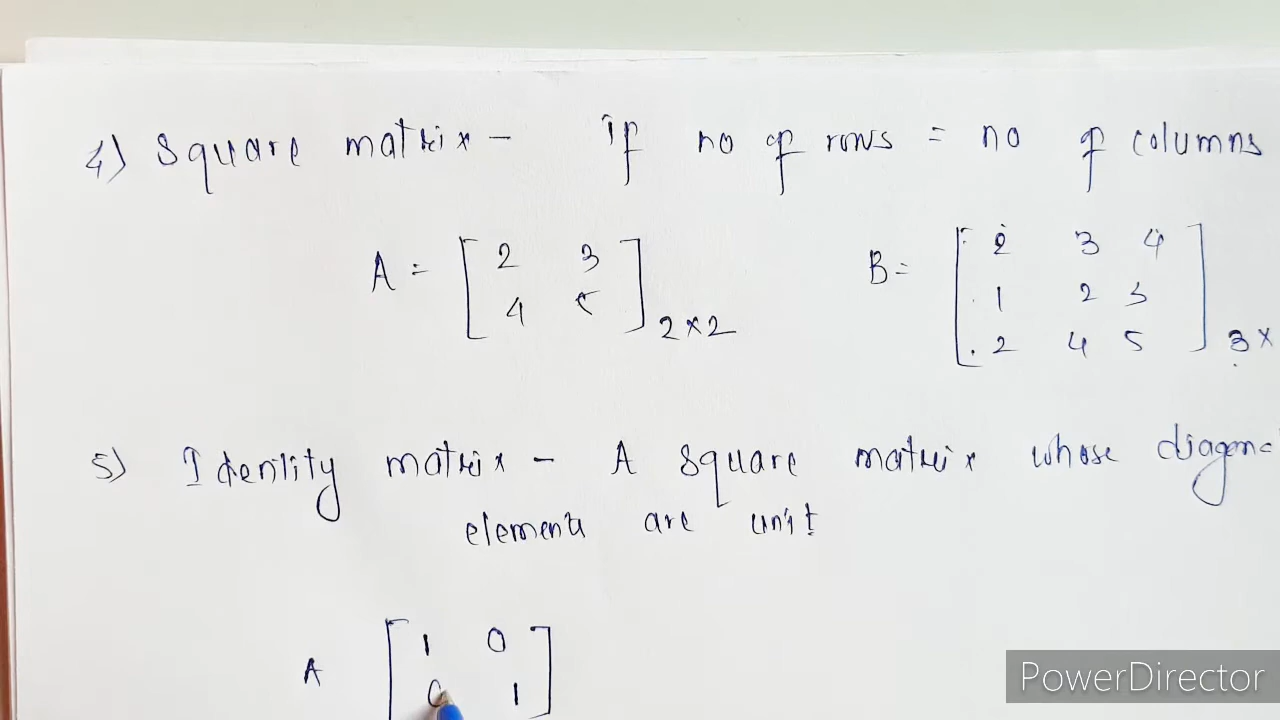 4) Square matrix - if no of rows = no of columns
A = [ 2 3
4 5 ] 2×2
B = [ 2 3 4
1 2 3
2 4 5 ] 3×
5) Identity matrix - A square matrix whose diagona
elements are unit
A [ 1 0
0 1 ]
PowerDirector